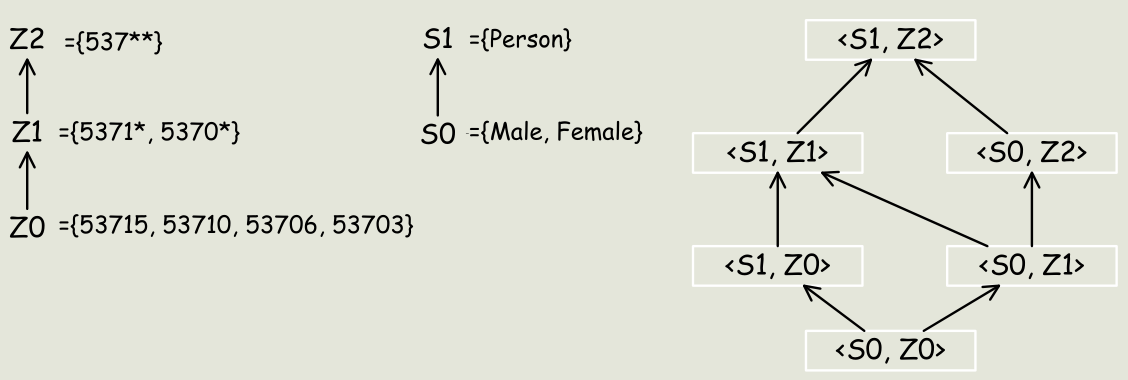 Z2 ={537**}
Z1 ={5371*, 5370*}
Z0 ={53715, 53710, 53706, 53703}
S1 ={Person}
S0 ={Male, Female}
<S1, Z2>
<S1, Z1> <S0, Z2>
<S1, Z0> <S0, Z1>
<S0, Z0>